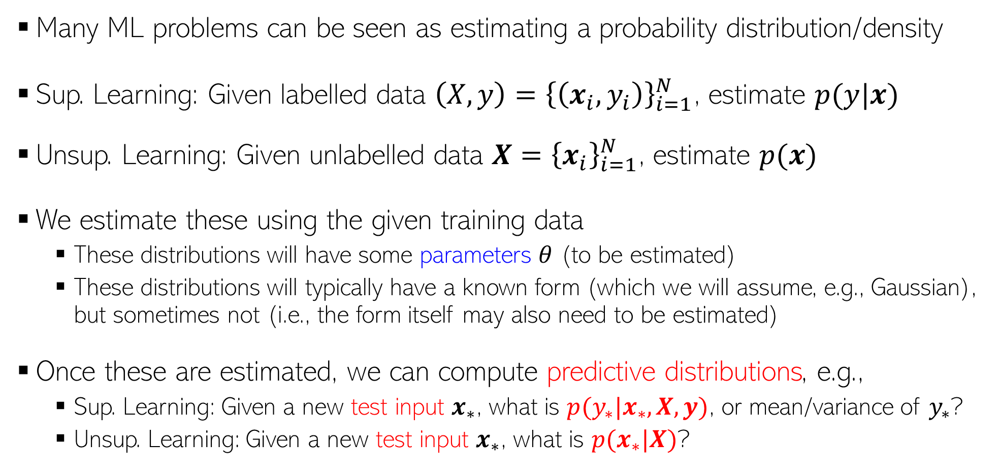 ▪ Many ML problems can be seen as estimating a probability distribution/density
▪ Sup. Learning: Given labelled data $(X, y) = \{(\boldsymbol{x}_i, y_i)\}_{i=1}^{N}$, estimate $p(y|\boldsymbol{x})$
▪ Unsup. Learning: Given unlabelled data $\boldsymbol{X} = \{\boldsymbol{x}_i\}_{i=1}^{N}$, estimate $p(\boldsymbol{x})$
▪ We estimate these using the given training data
▪ These distributions will have some parameters $\theta$ (to be estimated)
▪ These distributions will typically have a known form (which we will assume, e.g., Gaussian),
but sometimes not (i.e., the form itself may also need to be estimated)
▪ Once these are estimated, we can compute predictive distributions, e.g.,
▪ Sup. Learning: Given a new test input $\boldsymbol{x}_*$, what is $p(y_*|\boldsymbol{x}_*, \boldsymbol{X}, \boldsymbol{y})$, or mean/variance of $y_*$?
▪ Unsup. Learning: Given a new test input $\boldsymbol{x}_*$, what is $p(\boldsymbol{x}_*|\boldsymbol{X})$?